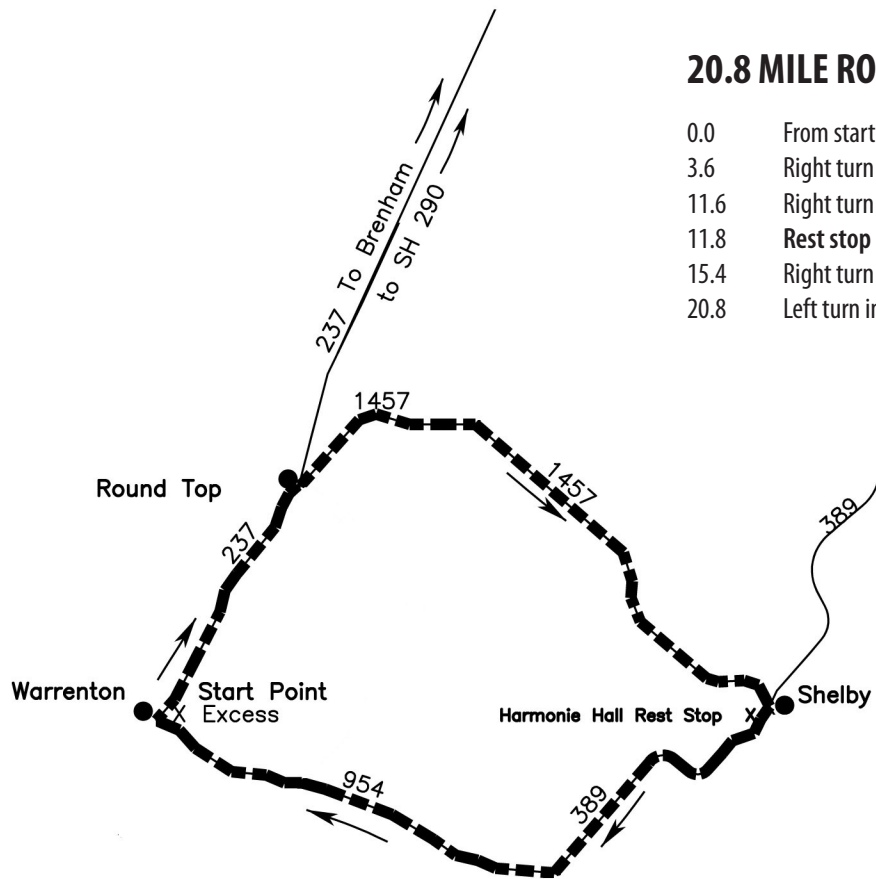 20.8 MILE RO
0.0 From start
3.6 Right turn
11.6 Right turn
11.8 Rest stop
15.4 Right turn
20.8 Left turn i
237 To Brenham
to SH 290
1457
1457
Round Top
237
389
Warrenton
Start Point
X Excess
Harmonie Hall Rest Stop X
Shelby
954
389